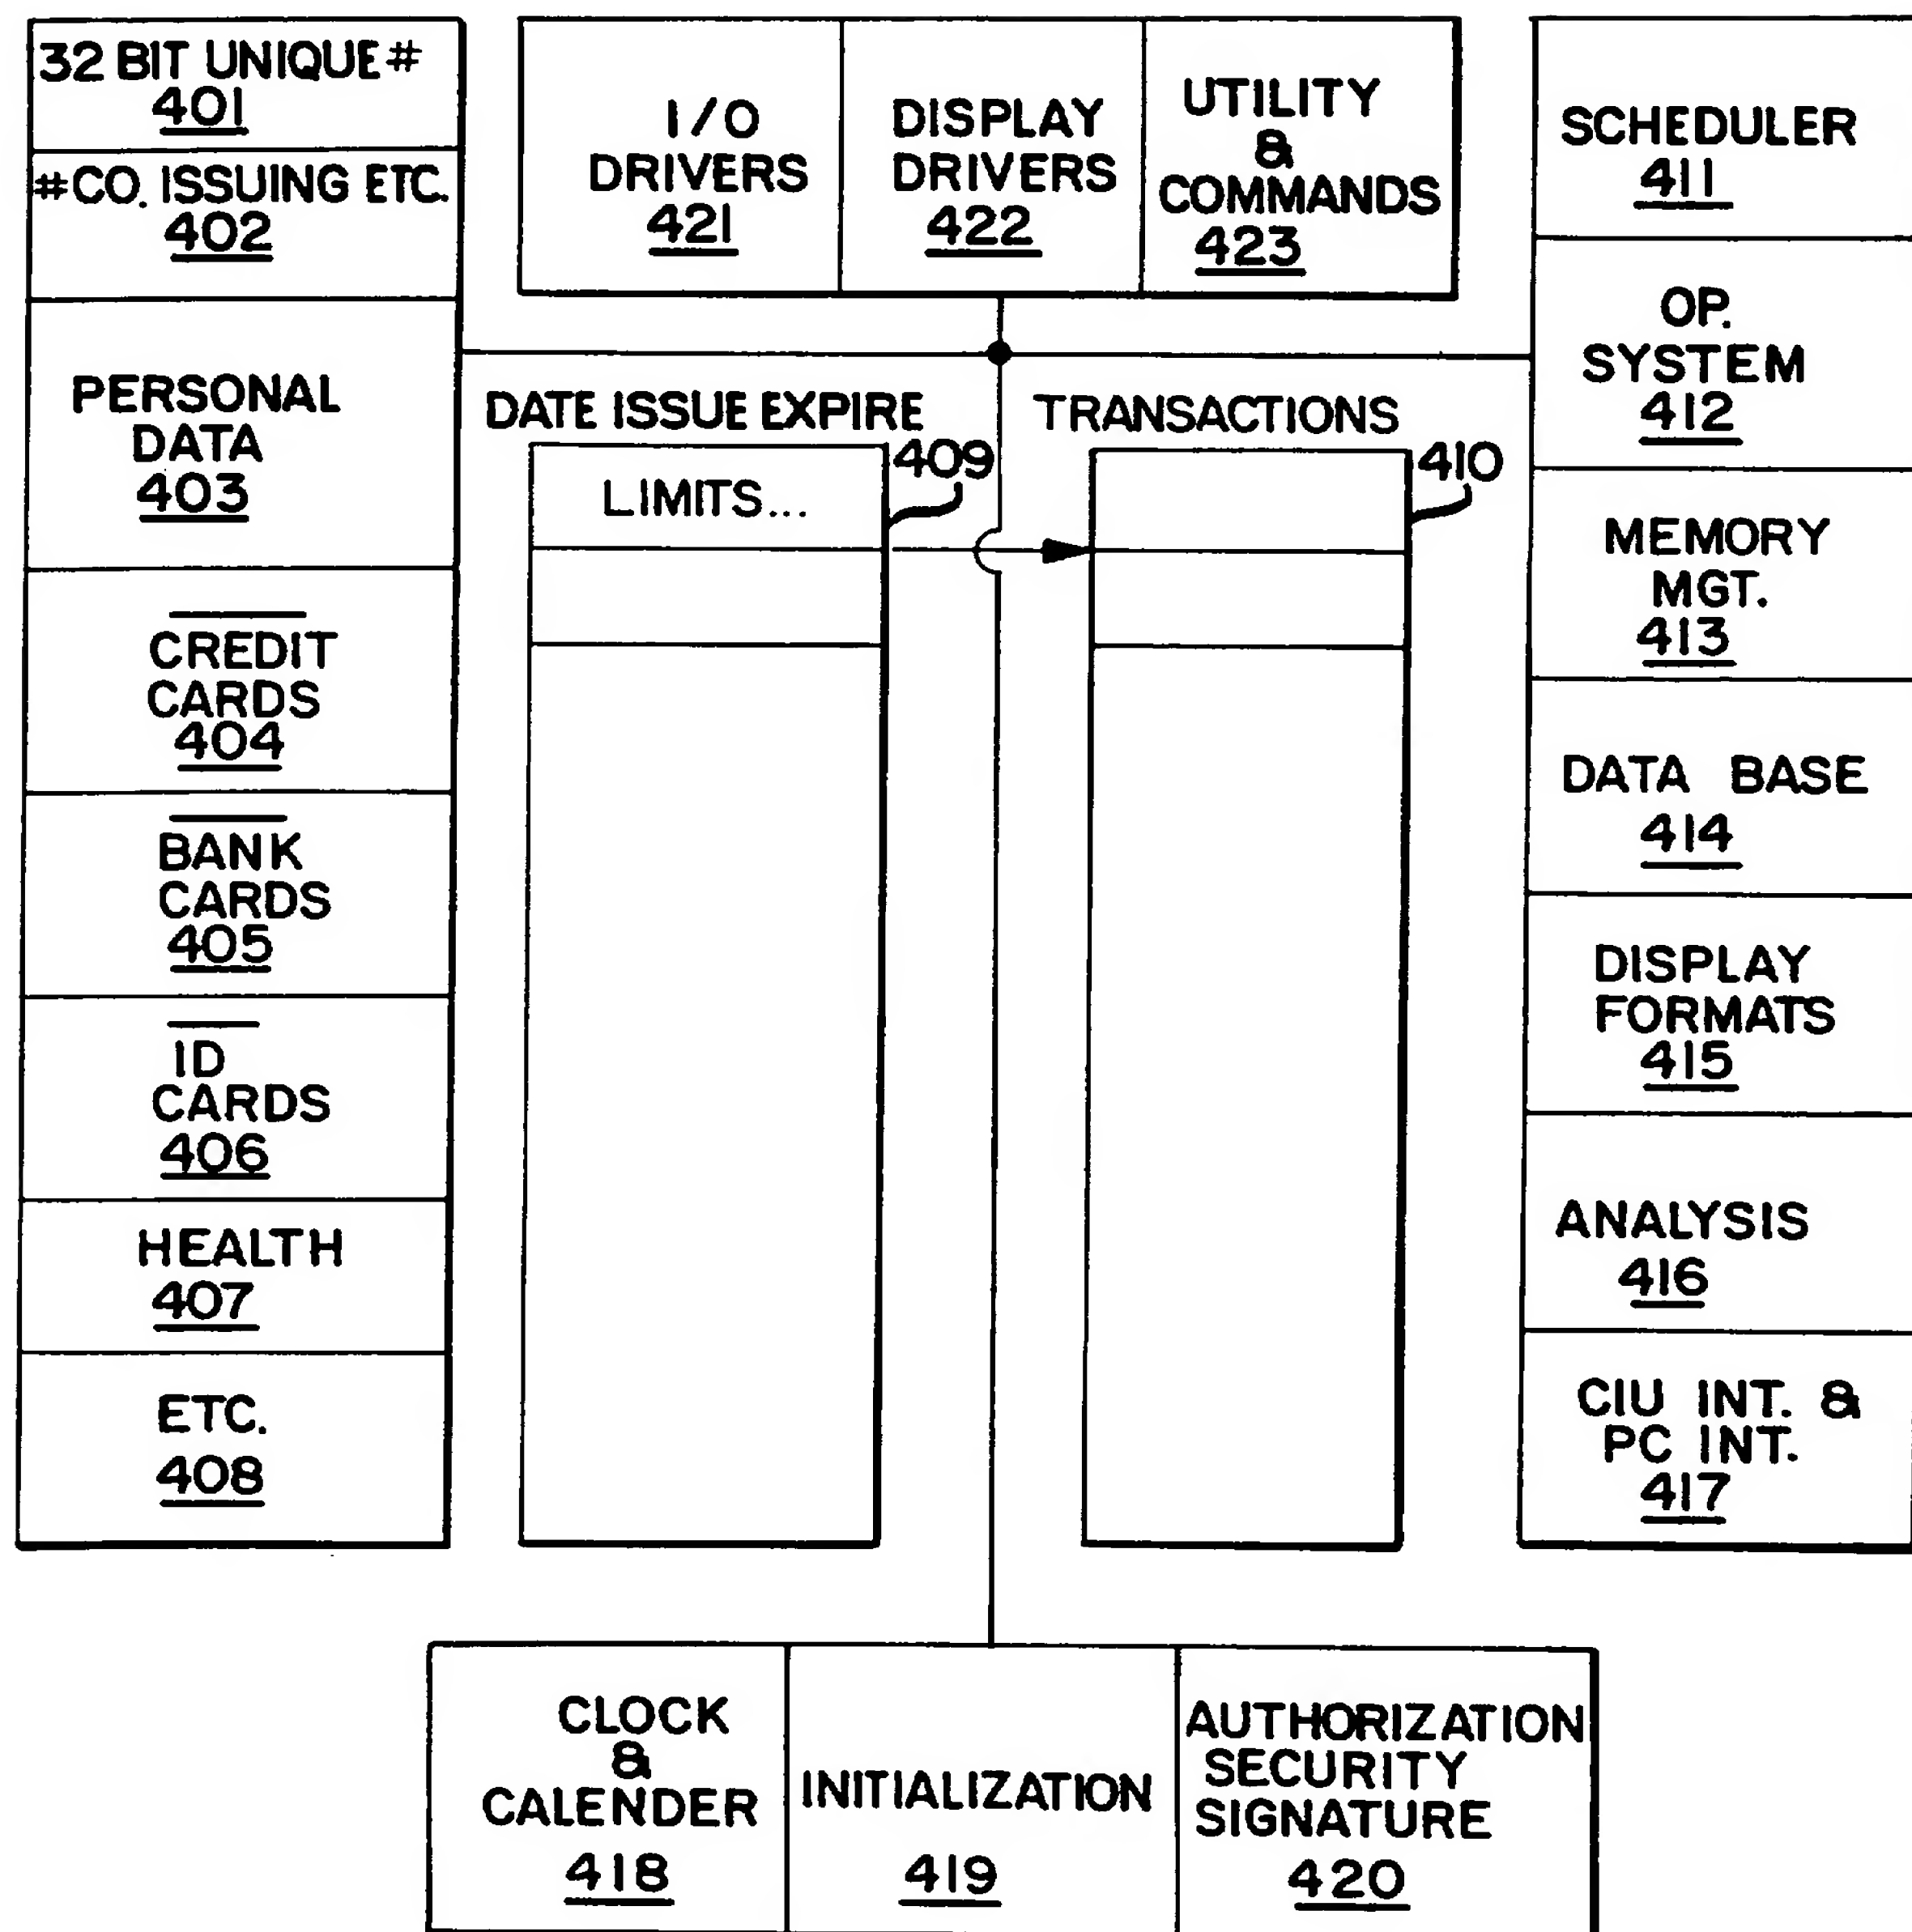 32 BIT UNIQUE #
401
#CO. ISSUING ETC.
402
PERSONAL
DATA
403
CREDIT
CARDS
404
BANK
CARDS
405
ID
CARDS
406
HEALTH
407
ETC.
408
I/O
DRIVERS
421
DISPLAY
DRIVERS
422
UTILITY
&
COMMANDS
423
DATE ISSUE EXPIRE
409
LIMITS...
TRANSACTIONS
410
SCHEDULER
411
OP.
SYSTEM
412
MEMORY
MGT.
413
DATA BASE
414
DISPLAY
FORMATS
415
ANALYSIS
416
CIU INT. &
PC INT.
417
CLOCK
&
CALENDER
418
INITIALIZATION
419
AUTHORIZATION
SECURITY
SIGNATURE
420